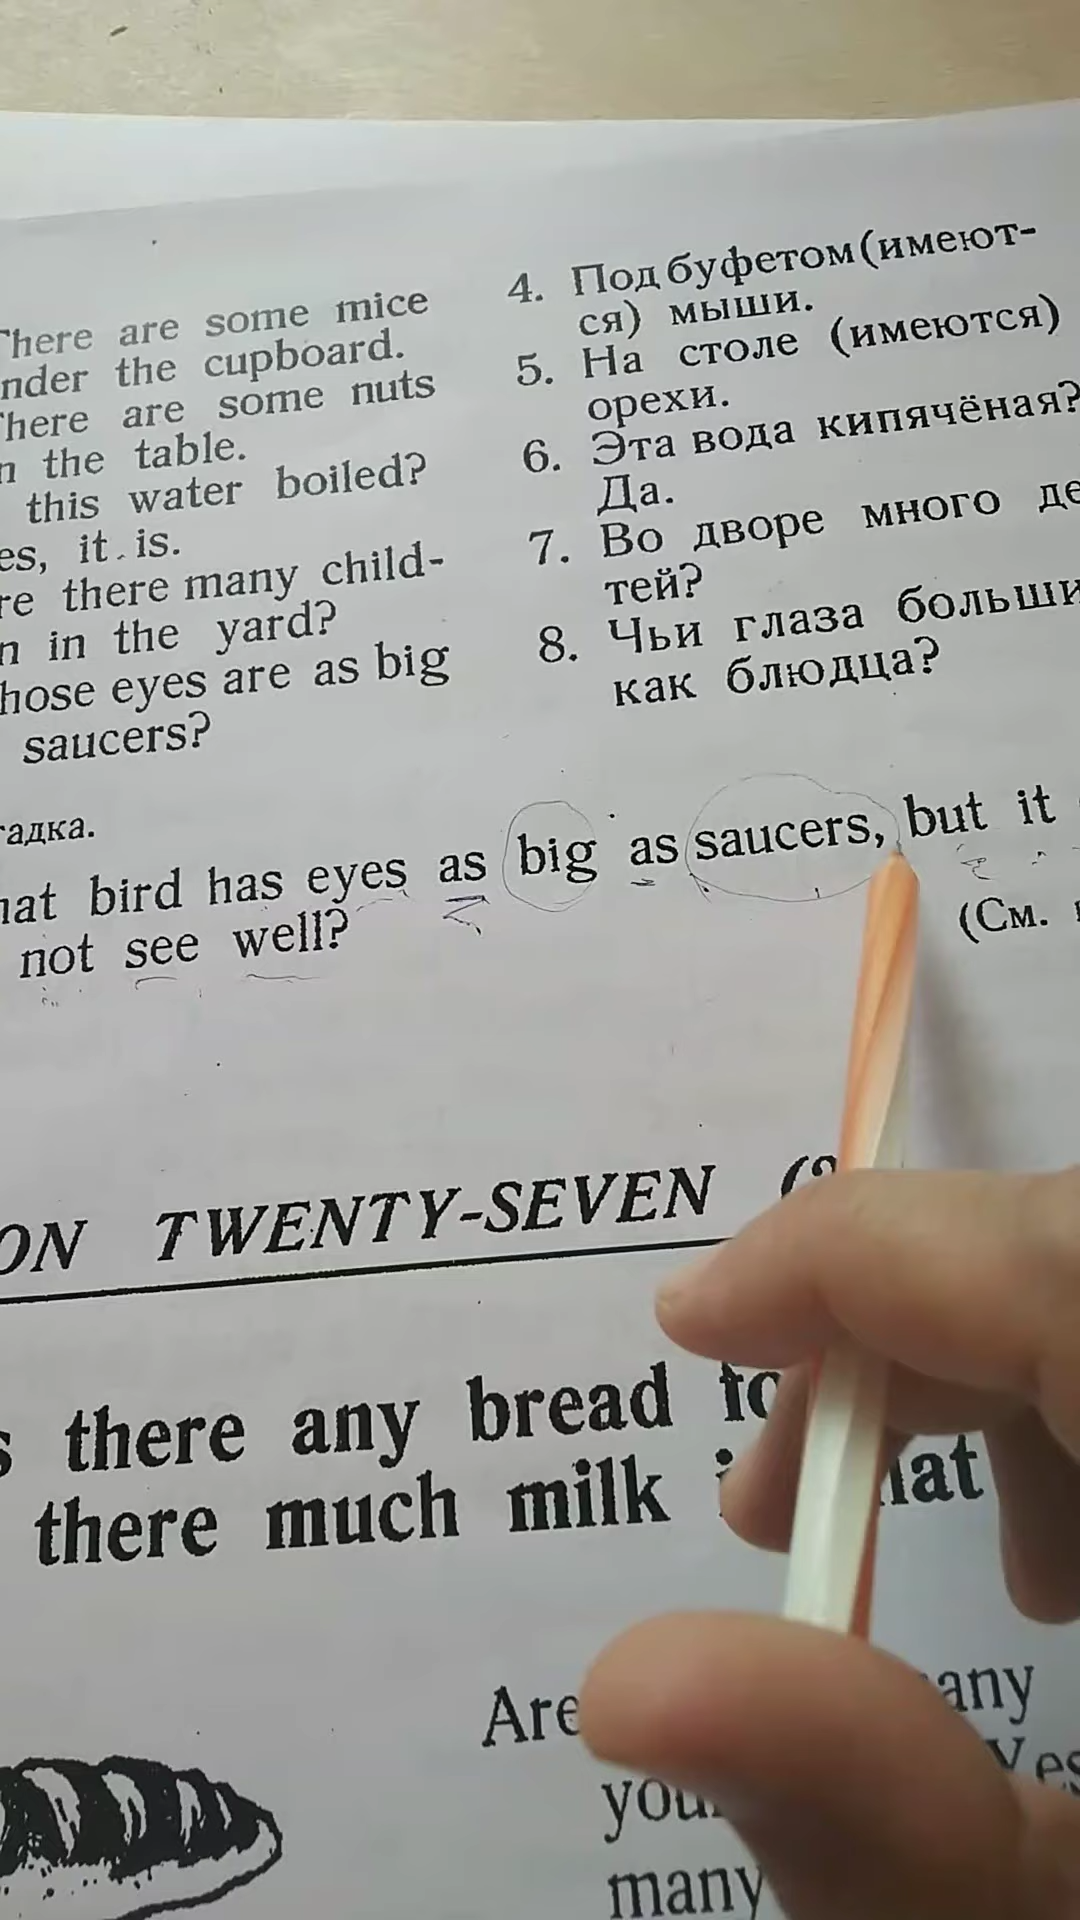 There are some mice
nder the cupboard.
There are some nuts
n the table.
this water boiled?
es, it is.
re there many child-
n in the yard?
hose eyes are as big
saucers?
4. Под буфетом (имеют-
ся) мыши.
5. На столе (имеются)
орехи.
6. Эта вода кипячёная?
Да.
7. Во дворе много де
тей?
8. Чьи глаза больши
как блюдца?
гадка.
hat bird has eyes as big as saucers, but it
not see well?
(См.
ON TWENTY-SEVEN
s there any bread
there much milk
Are any
Yes
many